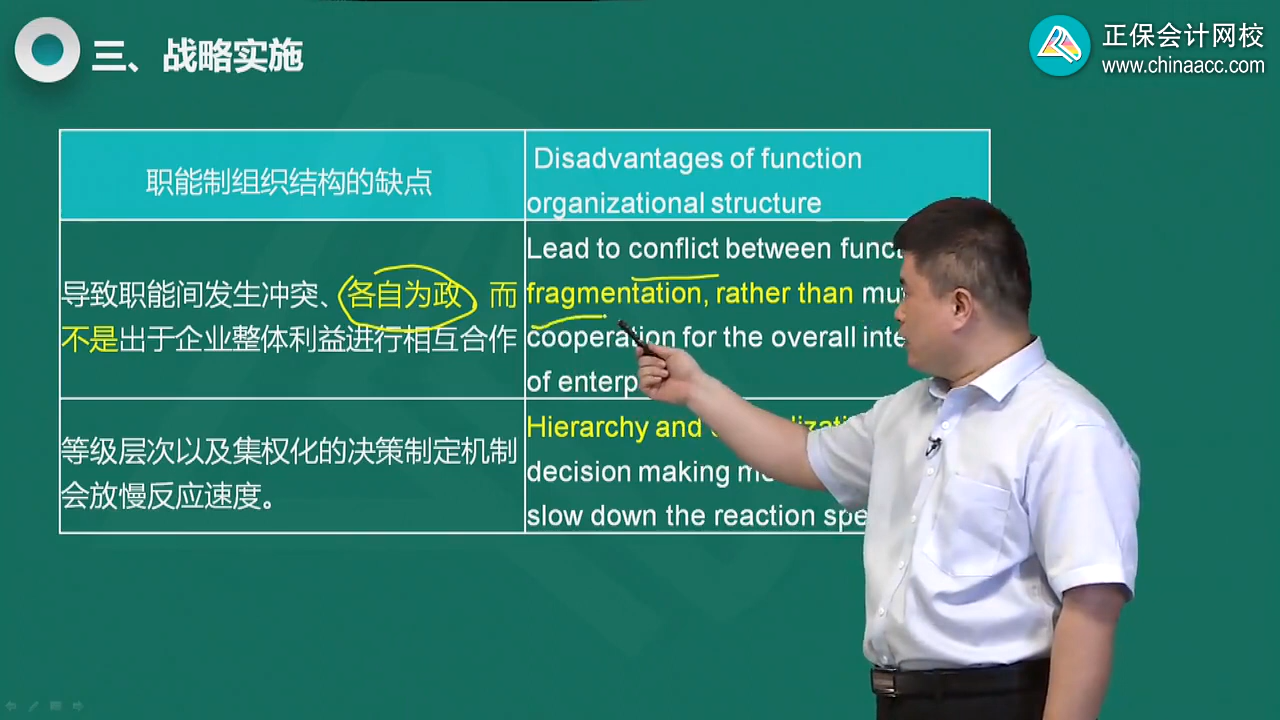 三、战略实施
正保会计网校
www.chinaacc.com
职能制组织结构的缺点
Disadvantages of function
organizational structure
导致职能间发生冲突、各自为政,而
不是出于企业整体利益进行相互合作
Lead to conflict between
fragmentation, rather than
cooperation for the overall
of
等级层次以及集权化的决策制定机制
会放慢反应速度。
Hierarchy and
decision making
slow down the reaction